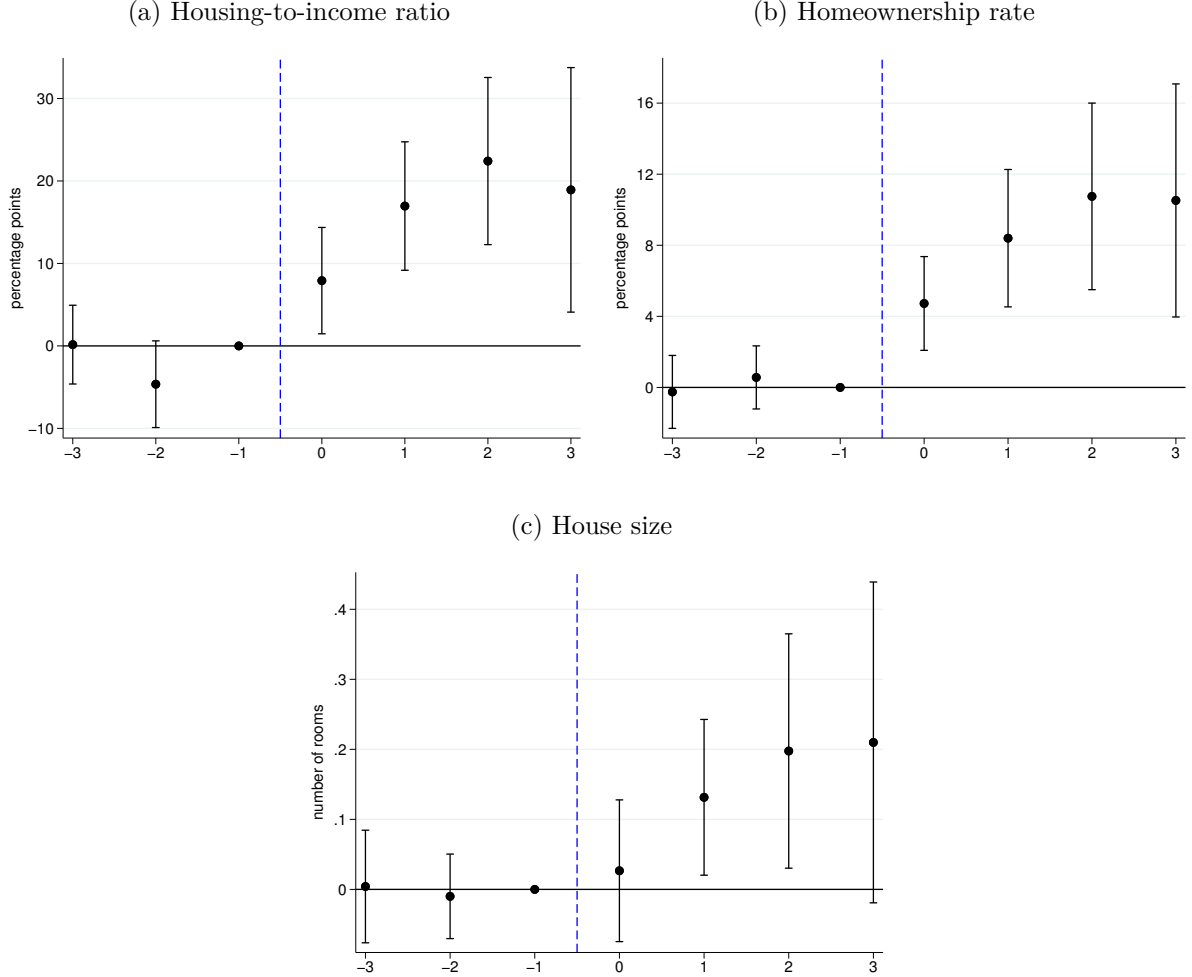 (a) Housing-to-income ratio
(b) Homeownership rate
percentage points
30
20
10
0
−10
−3 −2 −1 0 1 2 3
percentage points
16
12
8
4
0
−3 −2 −1 0 1 2 3
(c) House size
number of rooms
.4
.3
.2
.1
0
−3 −2 −1 0 1 2 3